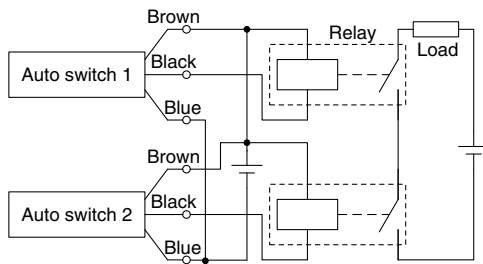 Brown
Relay
Load
Auto switch 1
Black
Blue
Brown
Auto switch 2
Black
Blue